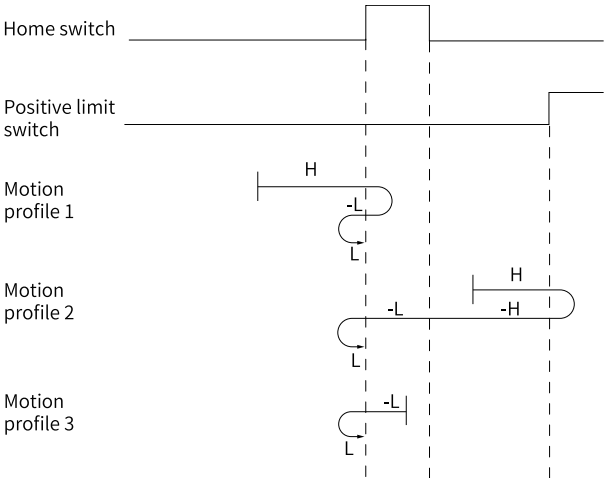 Home switch
Positive limit
switch
H
Motion
profile 1
-L
L
H
Motion
profile 2
-L
-H
L
Motion
profile 3
-L
L